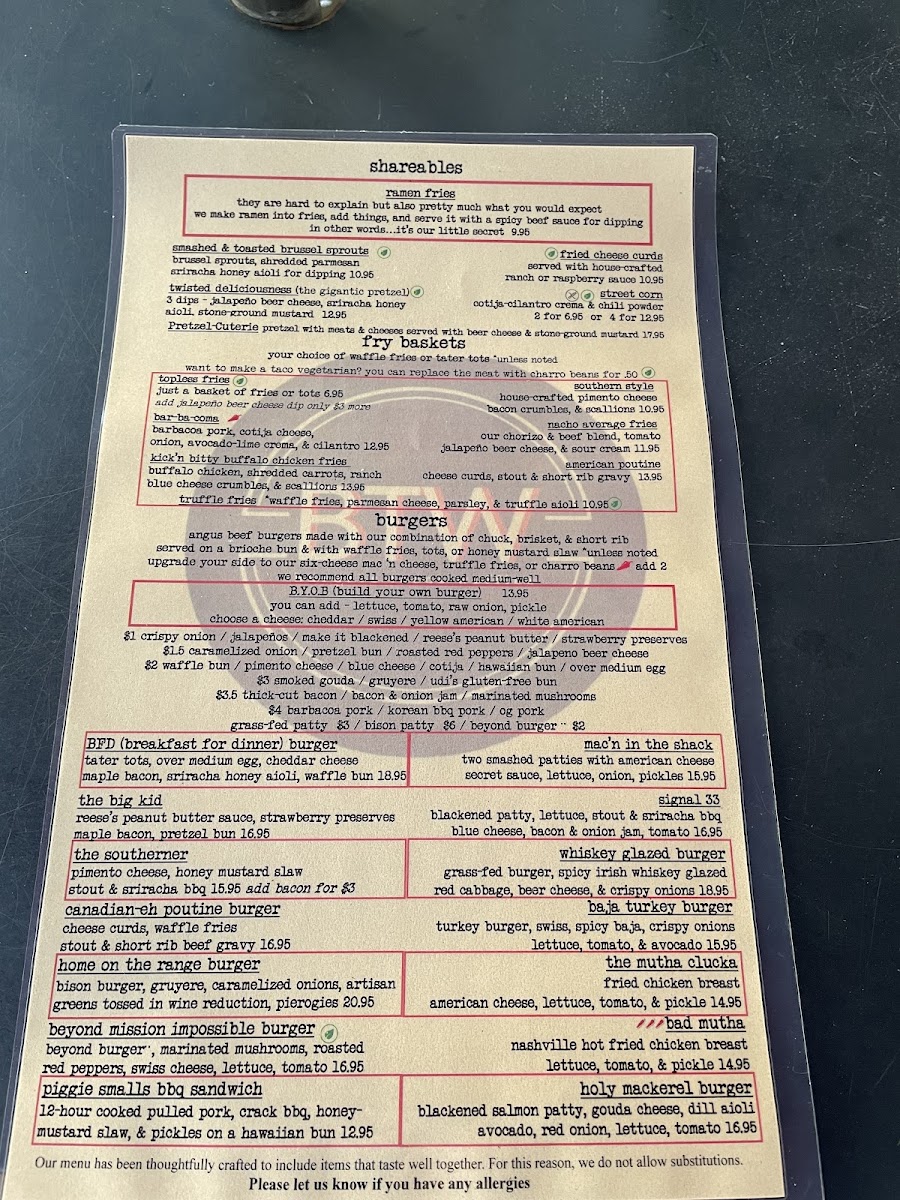 shareables
ramen fries
they are hard to explain but also pretty much what you would expect
we make ramen into fries, add things, and serve it with a spicy beef sauce for dipping
in other words...it's our little secret 9.95
smashed & toasted brussel sprouts
brussel sprouts, shredded parmesan
sriracha honey aioli for dipping 10.95
fried cheese curds
served with house-crafted
ranch or raspberry sauce 10.95
twisted deliciousness (the gigantic pretzel)
3 dips - jalapeño beer cheese, sriracha honey
aioli, stone-ground mustard 12.95
street corn
cotija-cilantro crema & chili powder
2 for 6.95 or 4 for 12.95
Pretzel-Cuterie pretzel with meats & cheeses served with beer cheese & stone-ground mustard 17.95
fry baskets
your choice of waffle fries or tater tots *unless noted
want to make a taco vegetarian? you can replace the meat with charro beans for .50
topless fries
just a basket of fries or tots 6.95
add jalapeño beer cheese dip only $3 more
southern style
house-crafted pimento cheese
bacon crumbles, & scallions 10.95
bar-ba-coma
barbacoa pork, cotija cheese,
onion, avocado-lime crema, & cilantro 12.95
nacho average fries
our chorizo & beef blend, tomato
jalapeño beer cheese, & sour cream 11.95
kick'n bitty buffalo chicken fries
buffalo chicken, shredded carrots, ranch
blue cheese crumbles, & scallions 13.95
american poutine
cheese curds, stout & short rib gravy 13.95
truffle fries *waffle fries, parmesan cheese, parsley, & truffle aioli 10.95
BTW
burgers
angus beef burgers made with our combination of chuck, brisket, & short rib
served on a brioche bun & with waffle fries, tots, or honey mustard slaw *unless noted
upgrade your side to our six-cheese mac 'n cheese, truffle fries, or charro beans add 2
we recommend all burgers cooked medium-well
B.Y.O.B (build your own burger) 13.95
you can add - lettuce, tomato, raw onion, pickle
choose a cheese: cheddar / swiss / yellow american / white american
$1 crispy onion / jalapeños / make it blackened / reese's peanut butter / strawberry preserves
$1.5 caramelized onion / pretzel bun / roasted red peppers / jalapeno beer cheese
$2 waffle bun / pimento cheese / blue cheese / cotija / hawaiian bun / over medium egg
$3 smoked gouda / gruyere / udi's gluten-free bun
$3.5 thick-cut bacon / bacon & onion jam / marinated mushrooms
$4 barbacoa pork / korean bbq pork / og pork
grass-fed patty $3 / bison patty $6 / beyond burger $2
BFD (breakfast for dinner) burger
tater tots, over medium egg, cheddar cheese
maple bacon, sriracha honey aioli, waffle bun 18.95
mac'n in the shack
two smashed patties with american cheese
secret sauce, lettuce, onion, pickles 15.95
the big kid
reese's peanut butter sauce, strawberry preserves
maple bacon, pretzel bun 16.95
signal 33
blackened patty, lettuce, stout & sriracha bbq
blue cheese, bacon & onion jam, tomato 16.95
the southerner
pimento cheese, honey mustard slaw
stout & sriracha bbq 15.95 add bacon for $3
whiskey glazed burger
grass-fed burger, spicy irish whiskey glazed
red cabbage, beer cheese, & crispy onions 18.95
canadian-eh poutine burger
cheese curds, waffle fries
stout & short rib beef gravy 16.95
baja turkey burger
turkey burger, swiss, spicy baja, crispy onions
lettuce, tomato, & avocado 15.95
home on the range burger
bison burger, gruyere, caramelized onions, artisan
greens tossed in wine reduction, pierogies 20.95
the mutha clucka
fried chicken breast
american cheese, lettuce, tomato, & pickle 14.95
beyond mission impossible burger
beyond burger, marinated mushrooms, roasted
red peppers, swiss cheese, lettuce, tomato 16.95
bad mutha
nashville hot fried chicken breast
lettuce, tomato, & pickle 14.95
piggie smalls bbq sandwich
12-hour cooked pulled pork, crack bbq, honey-
mustard slaw, & pickles on a hawaiian bun 12.95
holy mackerel burger
blackened salmon patty, gouda cheese, dill aioli
avocado, red onion, lettuce, tomato 16.95
Our menu has been thoughtfully crafted to include items that taste well together. For this reason, we do not allow substitutions.
Please let us know if you have any allergies